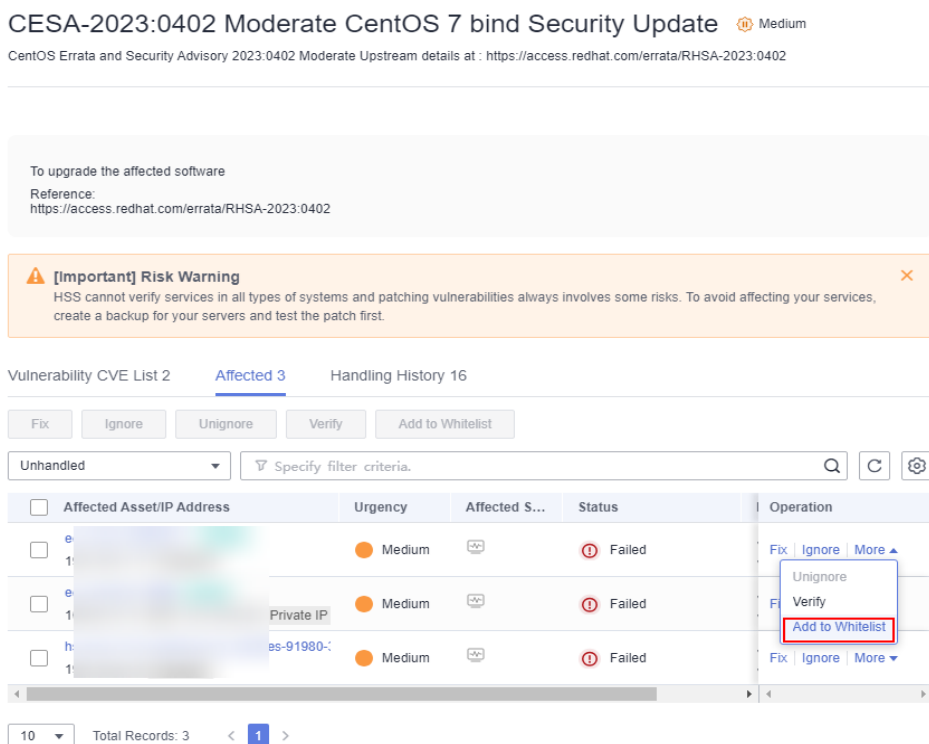 CESA-2023:0402 Moderate CentOS 7 bind Security Update Medium
CentOS Errata and Security Advisory 2023:0402 Moderate Upstream details at : https://access.redhat.com/errata/RHSA-2023:0402
To upgrade the affected software
Reference:
https://access.redhat.com/errata/RHSA-2023:0402
[Important] Risk Warning
HSS cannot verify services in all types of systems and patching vulnerabilities always involves some risks. To avoid affecting your services,
create a backup for your servers and test the patch first.
Vulnerability CVE List 2 Affected 3 Handling History 16
Fix Ignore Unignore Verify Add to Whitelist
Unhandled Specify filter criteria.
Affected Asset/IP Address Urgency Affected S... Status Operation
Medium Failed Fix Ignore More
Unignore
Private IP Medium Failed Verify
Add to Whitelist
es-91980-
Medium Failed Fix Ignore More
10 Total Records: 3 < 1 >